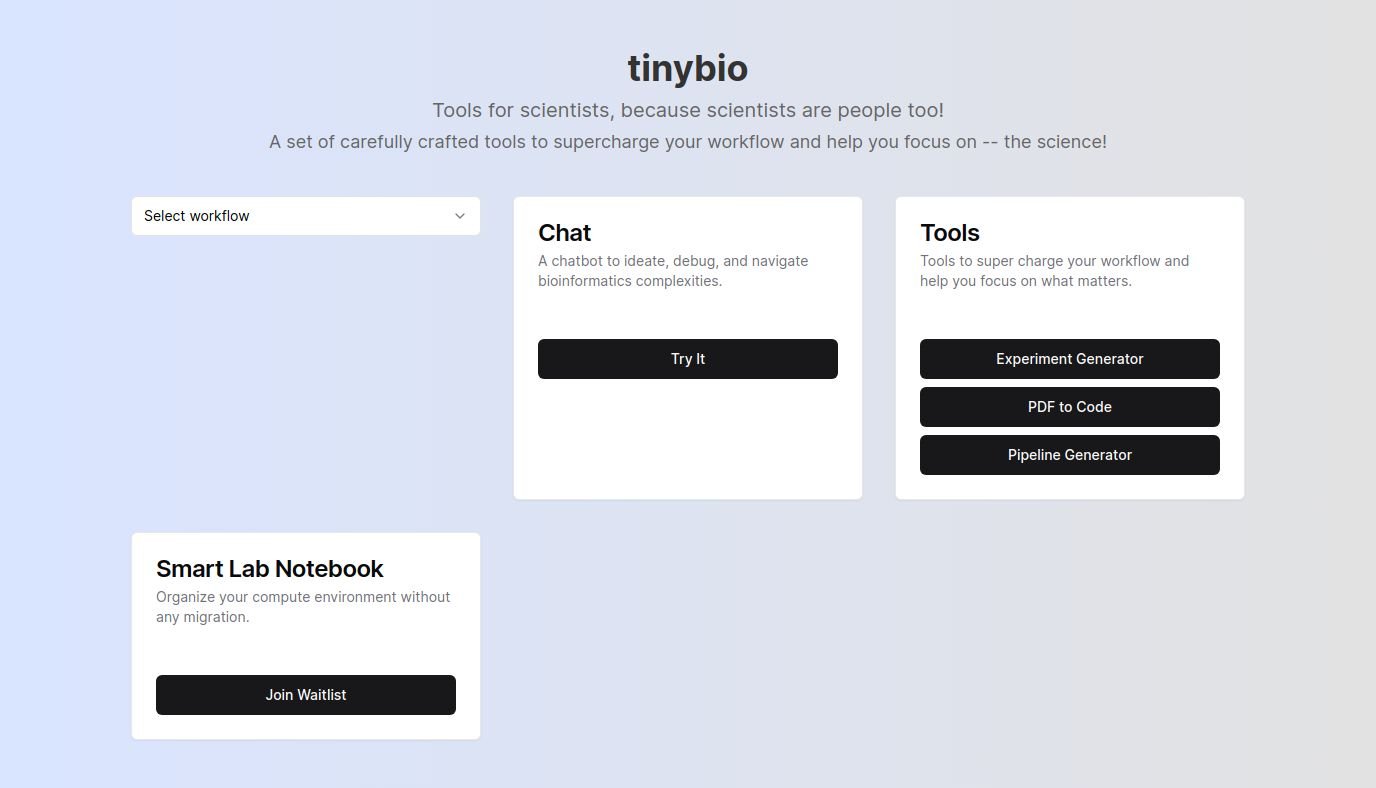 tinybio
Tools for scientists, because scientists are people too!
A set of carefully crafted tools to supercharge your workflow and help you focus on -- the science!
Select workflow
Chat
A chatbot to ideate, debug, and navigate
bioinformatics complexities.
Try It
Tools
Tools to super charge your workflow and
help you focus on what matters.
Experiment Generator
PDF to Code
Pipeline Generator
Smart Lab Notebook
Organize your compute environment without
any migration.
Join Waitlist